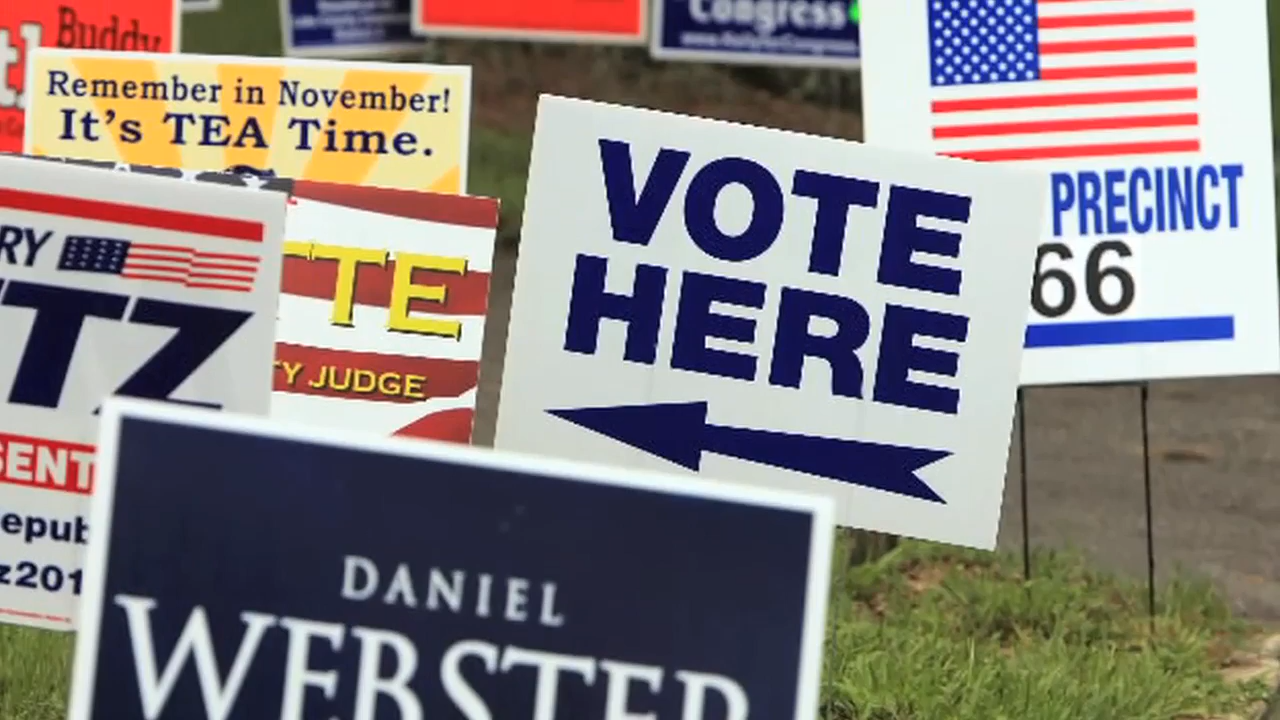 Buddy
Congress
Remember in November!
It's TEA Time.
VOTE
HERE
PRECINCT
66
RY
TZ
SENT
epub
z201
TTE
Y JUDGE
DANIEL
WEBSTER